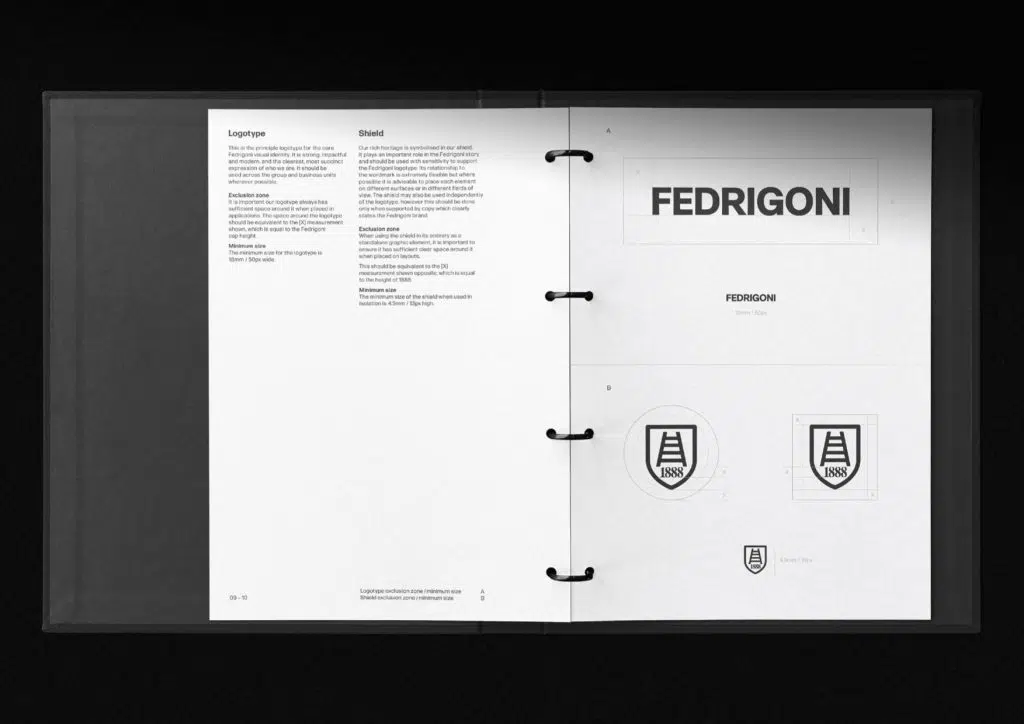 Logotype
This is the principle logotype for the core
Fedrigoni visual identity. It is strong, impactful
and modern, and the clearest, most succinct
expression of who we are. It should be
used across the group and business units
wherever possible.
Exclusion zone
It is important our logotype always has
sufficient space around it when placed in
applications. The space around the logotype
should be equivalent to the [X] measurement
shown, which is equal to the Fedrigoni
cap height.
Minimum size
The minimum size for the logotype is
10mm / 50px wide.
Shield
Our rich heritage is symbolised in our shield.
It plays an important role in the Fedrigoni story
and should be used with sensitivity to support
the Fedrigoni logotype. Its relationship to
the wordmark is extremely flexible but where
possible it is advisable to place each element
on different surfaces or in different fields of
view. The shield may also be used independently
of the logotype, however this should be done
only when supported by copy which clearly
states the Fedrigoni brand.
Exclusion zone
When using the shield in its entirety as a
standalone graphic element, it is important to
ensure it has sufficient clear space around it
when placed on layouts.
This should be equivalent to the [X]
measurement shown opposite, which is equal
to the height of 1888.
Minimum size
The minimum size of the shield when used in
isolation is 4.5mm / 13px high.
09 – 10
Logotype exclusion zone / minimum size A
Shield exclusion zone / minimum size B
A
FEDRIGONI
FEDRIGONI
10mm / 50px
B
1888
1888
1888